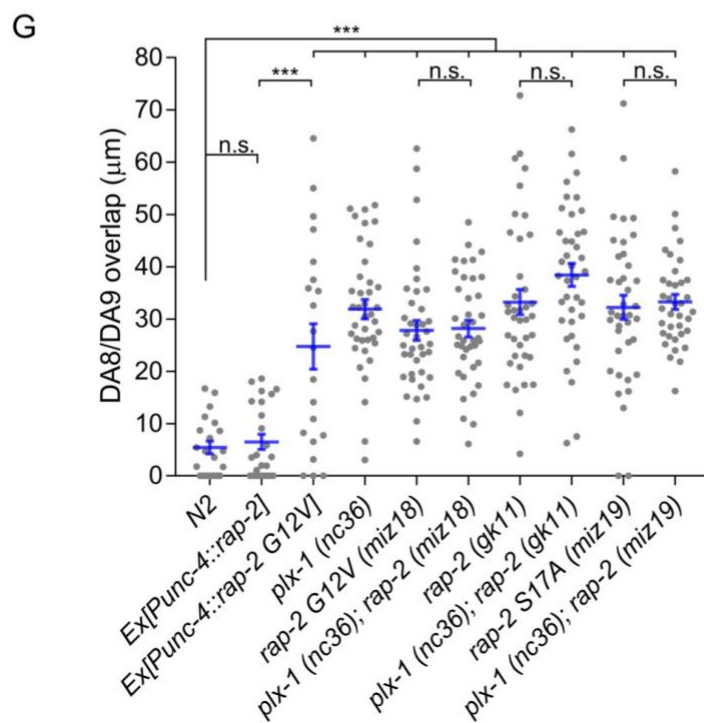 G
***
80
*** n.s. n.s. n.s.
70
n.s.
60
50
40
30
20
10
0
DA8/DA9 overlap (μm)
N2
Ex[Punc-4::rap-2]
Ex[Punc-4::rap-2 G12V]
plx-1 (nc36)
rap-2 G12V (miz18)
plx-1 (nc36); rap-2 (miz18)
rap-2 (gk11)
plx-1 (nc36); rap-2 (gk11)
rap-2 S17A (miz19)
plx-1 (nc36); rap-2 (miz19)